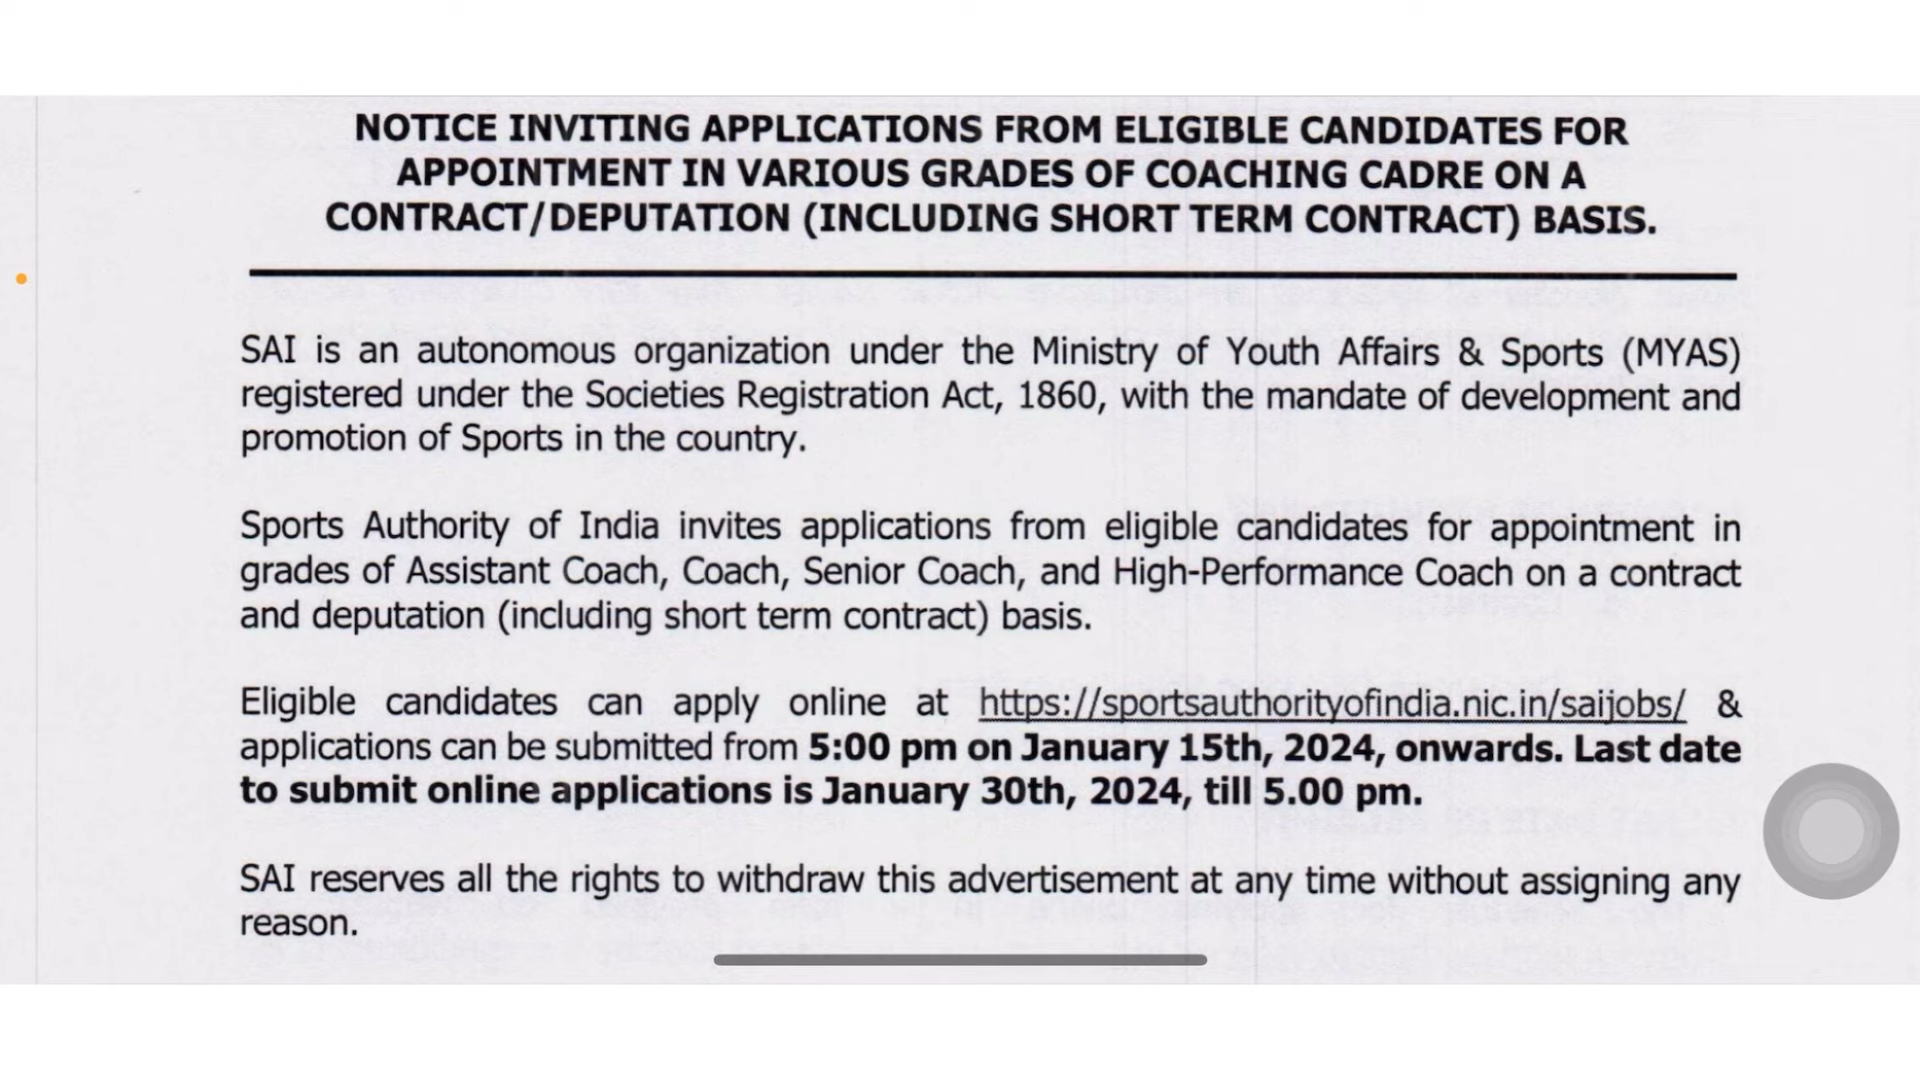 NOTICE INVITING APPLICATIONS FROM ELIGIBLE CANDIDATES FOR
APPOINTMENT IN VARIOUS GRADES OF COACHING CADRE ON A
CONTRACT/DEPUTATION (INCLUDING SHORT TERM CONTRACT) BASIS.
SAI is an autonomous organization under the Ministry of Youth Affairs & Sports (MYAS)
registered under the Societies Registration Act, 1860, with the mandate of development and
promotion of Sports in the country.
Sports Authority of India invites applications from eligible candidates for appointment in
grades of Assistant Coach, Coach, Senior Coach, and High-Performance Coach on a contract
and deputation (including short term contract) basis.
Eligible candidates can apply online at https://sportsauthorityofindia.nic.in/saijobs/ &
applications can be submitted from 5:00 pm on January 15th, 2024, onwards. Last date
to submit online applications is January 30th, 2024, till 5.00 pm.
SAI reserves all the rights to withdraw this advertisement at any time without assigning any
reason.